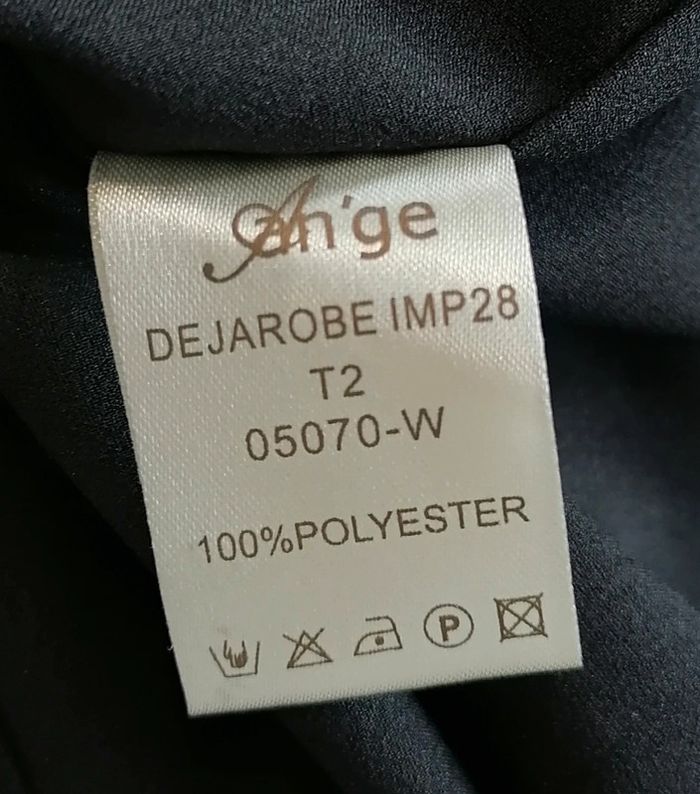 An'ge
DEJAROBE IMP28
T2
05070-W
100%POLYESTER
P